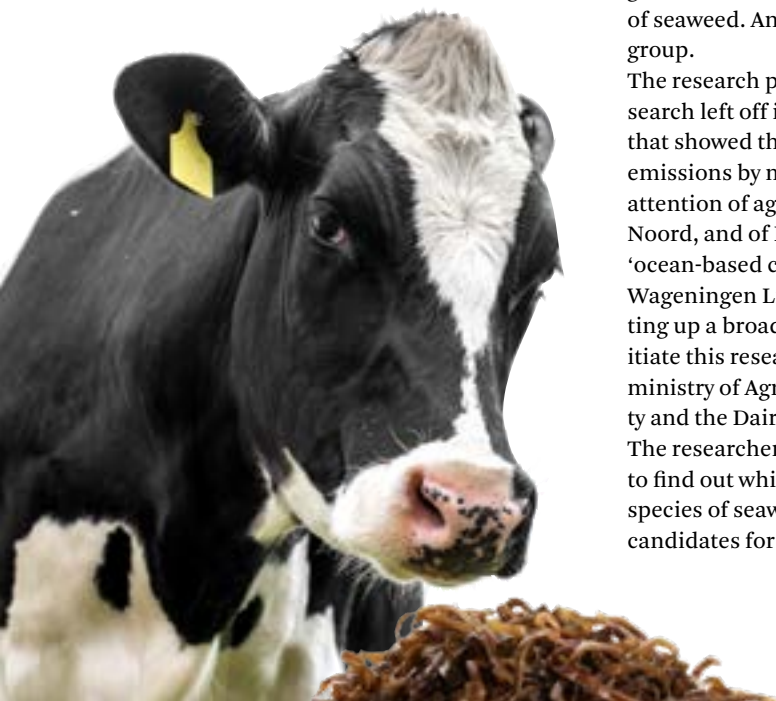 of seaweed. An
group.
The research p
search left off i
that showed th
emissions by m
attention of ag
Noord, and of
‘ocean-based c
Wageningen L
ting up a broad
itiate this resea
ministry of Agr
ty and the Dair
The researcher
to find out whi
species of seaw
candidates for